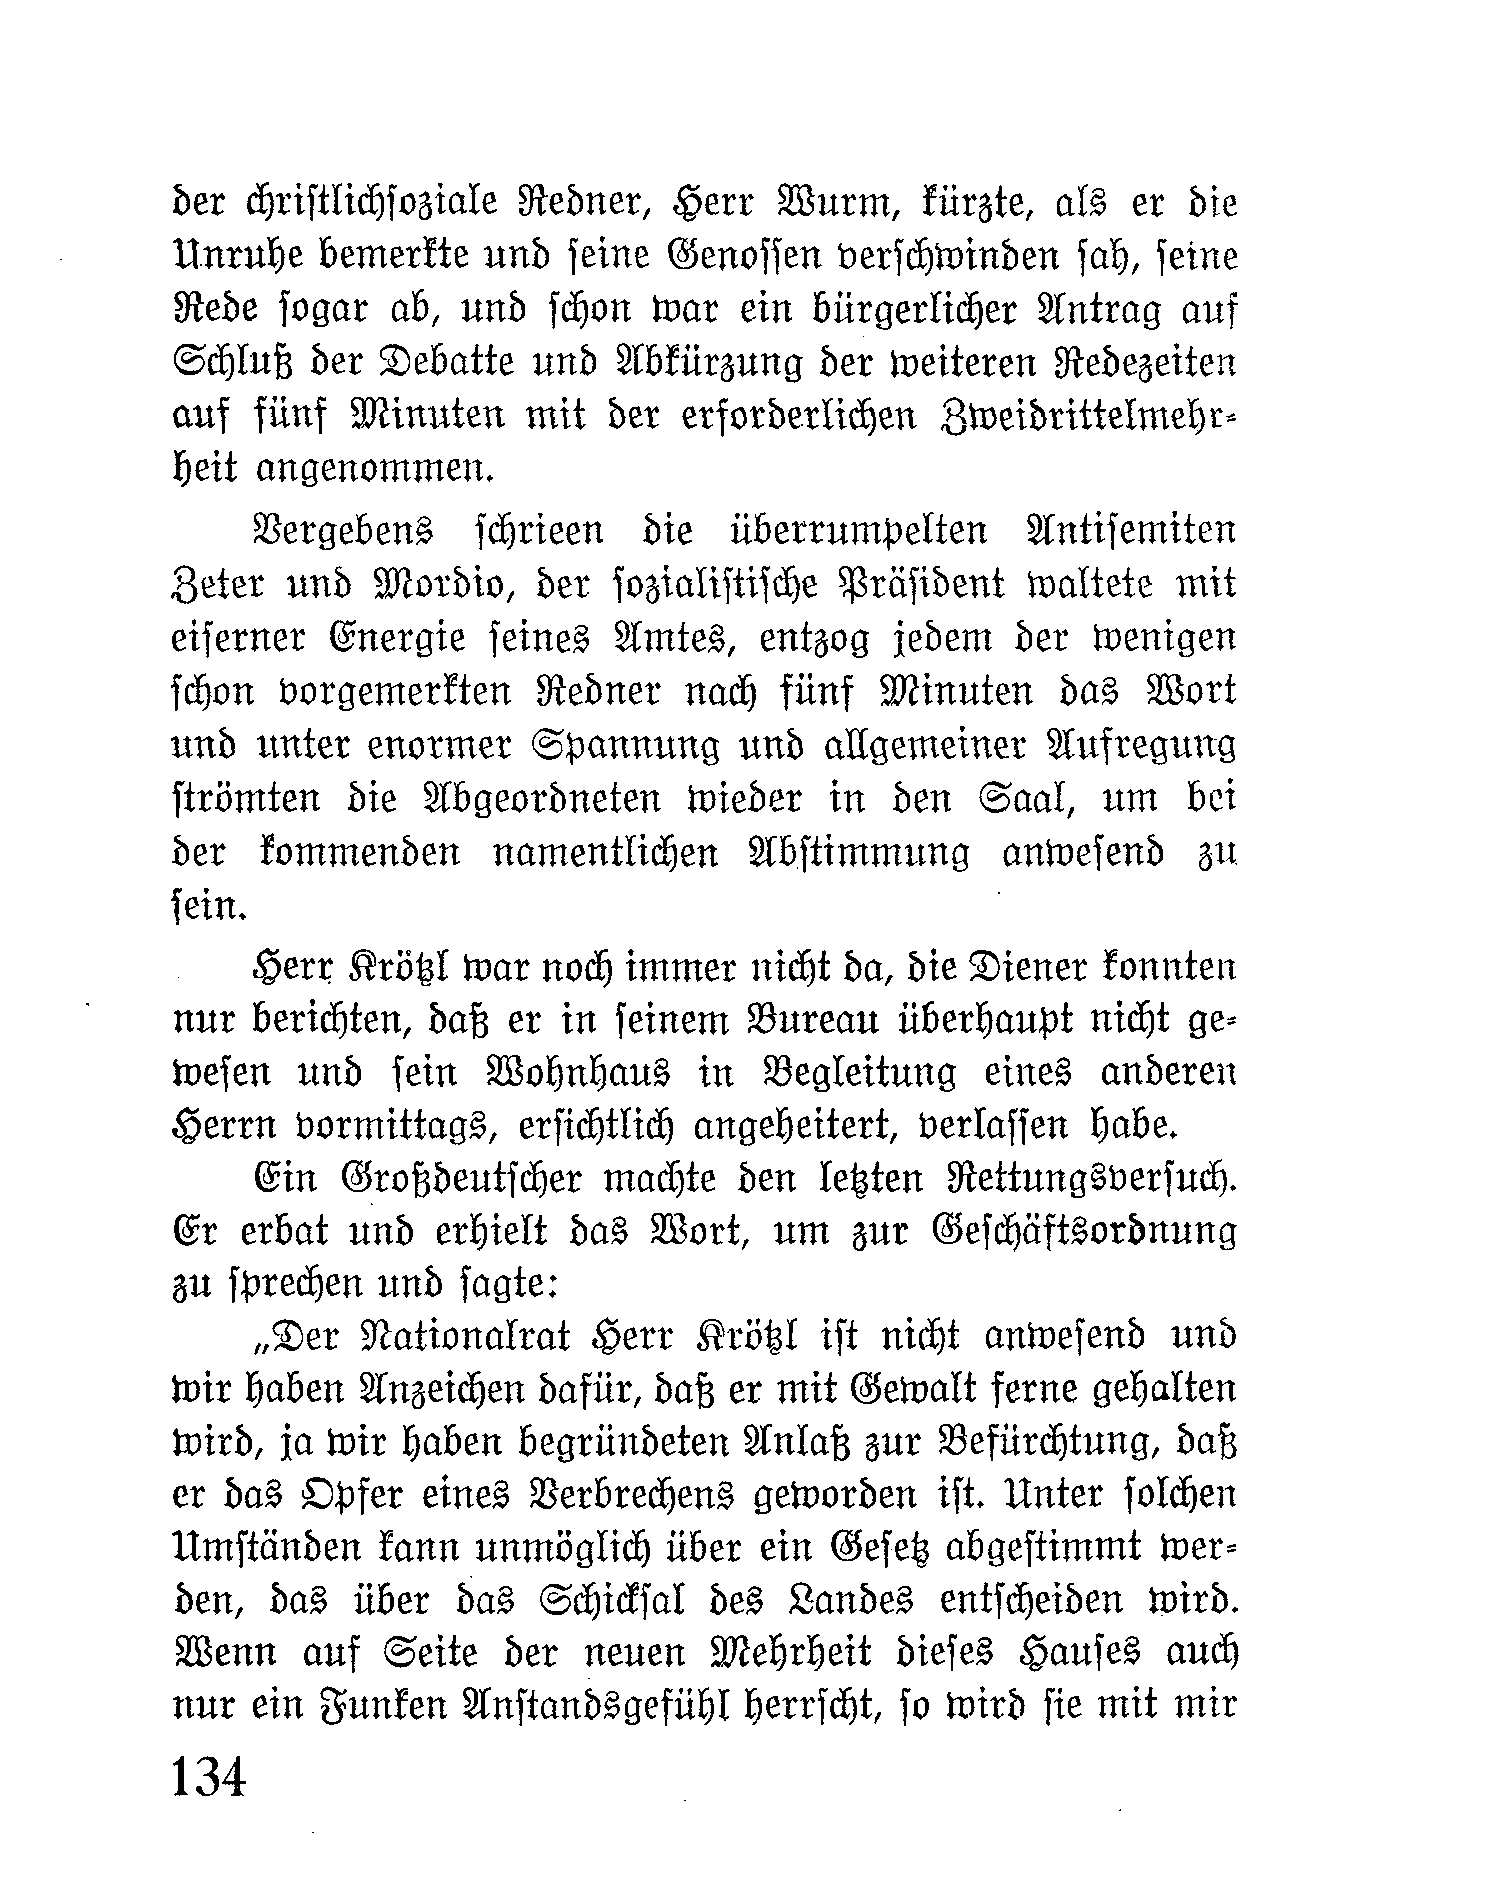 der chriſtlichſoziale Redner, Herr Wurm, kürzte, als er die
Unruhe bemerkte und ſeine Genoſſen verſchwinden ſah, ſeine
Rede ſogar ab, und ſchon war ein bürgerlicher Antrag auf
Schluß der Debatte und Abkürzung der weiteren Redezeiten
auf fünf Minuten mit der erforderlichen Zweidrittelmehr-
heit angenommen.
Vergebens ſchrieen die überrumpelten Antiſemiten
Zeter und Mordio, der ſozialiſtiſche Präſident waltete mit
eiſerner Energie ſeines Amtes, entzog jedem der wenigen
ſchon vorgemerkten Redner nach fünf Minuten das Wort
und unter enormer Spannung und allgemeiner Aufregung
ſtrömten die Abgeordneten wieder in den Saal, um bei
der kommenden namentlichen Abſtimmung anweſend zu
ſein.
Herr Krötzl war noch immer nicht da, die Diener konnten
nur berichten, daß er in ſeinem Bureau überhaupt nicht ge-
weſen und ſein Wohnhaus in Begleitung eines anderen
Herrn vormittags, erſichtlich angeheitert, verlaſſen habe.
Ein Großdeutſcher machte den letzten Rettungsverſuch.
Er erbat und erhielt das Wort, um zur Geſchäftsordnung
zu ſprechen und ſagte:
„Der Nationalrat Herr Krötzl iſt nicht anweſend und
wir haben Anzeichen dafür, daß er mit Gewalt ferne gehalten
wird, ja wir haben begründeten Anlaß zur Befürchtung, daß
er das Opfer eines Verbrechens geworden iſt. Unter ſolchen
Umſtänden kann unmöglich über ein Geſetz abgeſtimmt wer-
den, das über das Schickſal des Landes entſcheiden wird.
Wenn auf Seite der neuen Mehrheit dieſes Hauſes auch
nur ein Funken Anſtandsgefühl herrſcht, ſo wird ſie mit mir
134